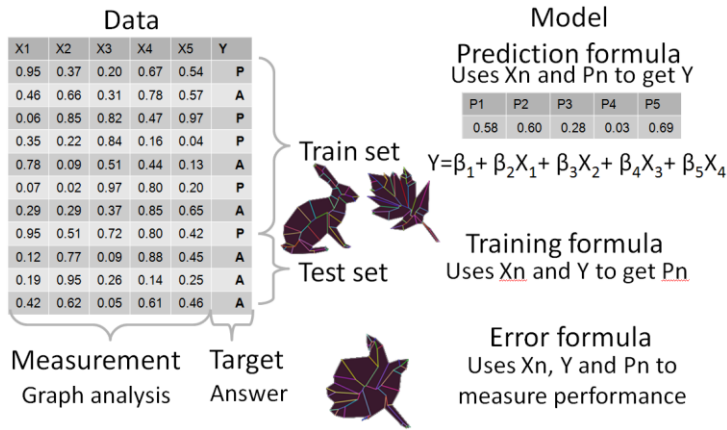 Data
X1 X2 X3 X4 X5 Y
0.95 0.37 0.20 0.67 0.54 P
0.46 0.66 0.31 0.78 0.57 A
0.06 0.85 0.82 0.47 0.97 P
0.35 0.22 0.84 0.16 0.04 P
0.78 0.09 0.51 0.44 0.13 A
0.07 0.02 0.97 0.80 0.20 P
0.29 0.29 0.37 0.85 0.65 A
0.95 0.51 0.72 0.80 0.42 P
0.12 0.77 0.09 0.88 0.45 A
0.19 0.95 0.26 0.14 0.25 A
0.42 0.62 0.05 0.61 0.46 A
Measurement
Graph analysis
Target
Answer
Train set
Test set
Model
Prediction formula
Uses Xn and Pn to get Y
P1 P2 P3 P4 P5
0.58 0.60 0.28 0.03 0.69
Y=β₁+ β₂X₁+ β₃X₂+ β₄X₃+ β₅X₄
Training formula
Uses Xn and Y to get Pn
Error formula
Uses Xn, Y and Pn to
measure performance